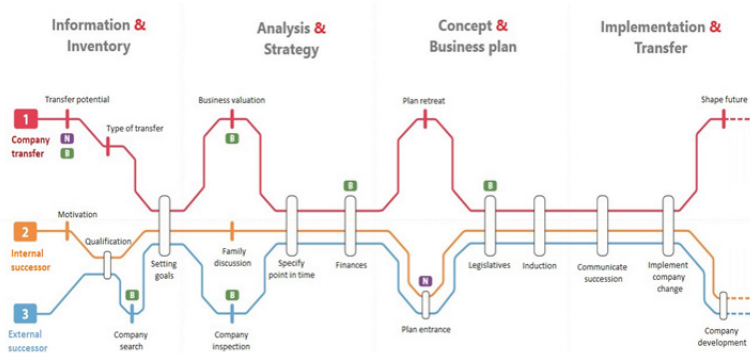 Information &
Inventory
Analysis &
Strategy
Concept &
Business plan
Implementation &
Transfer
1
Company
transfer
Transfer potential
N
B
Type of transfer
Business valuation
B
Plan retreat
Shape future
B
B
2
Internal
successor
Motivation
Qualification
Setting
goals
Family
discussion
Specify
point in time
Finances
Legislatives
Induction
Communicate
succession
Implement
company
change
3
External
successor
B
Company
search
B
Company
inspection
N
Plan entrance
Company
development